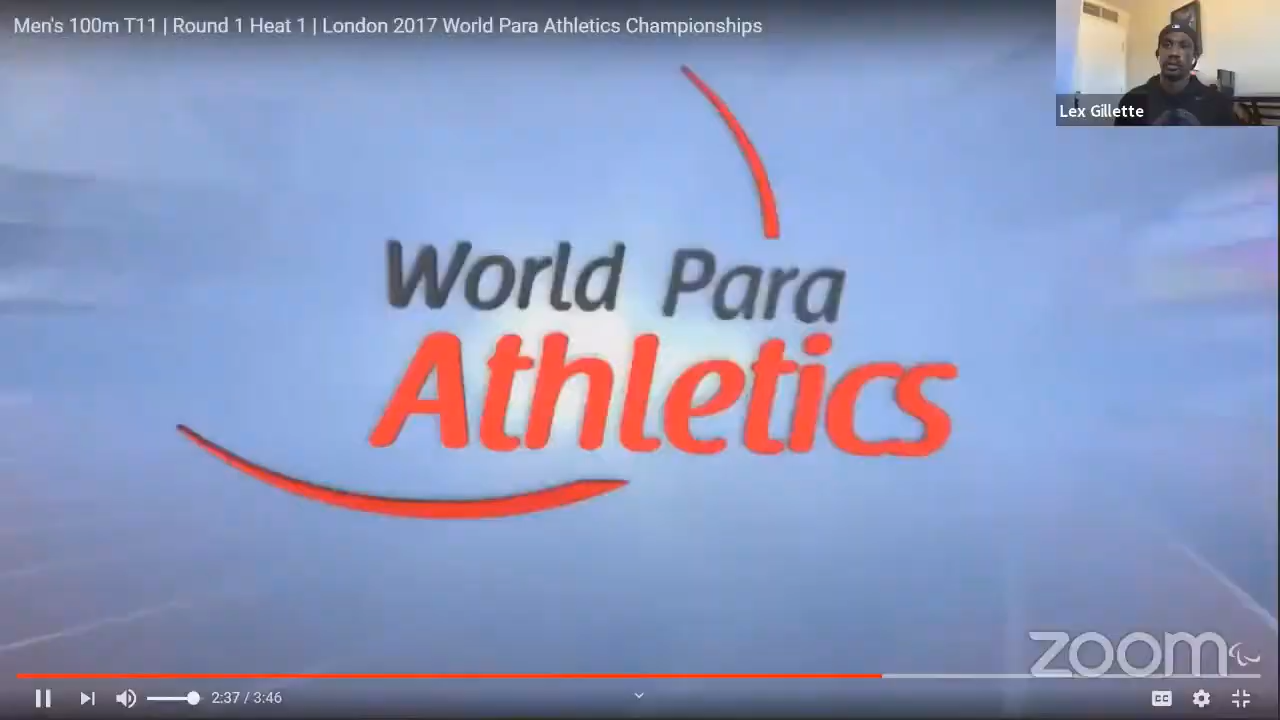 Men's 100m T11 | Round 1 Heat 1 | London 2017 World Para Athletics Championships
Lex Gillette
World Para
Athletics
zoom
2:37 / 3:46
CC